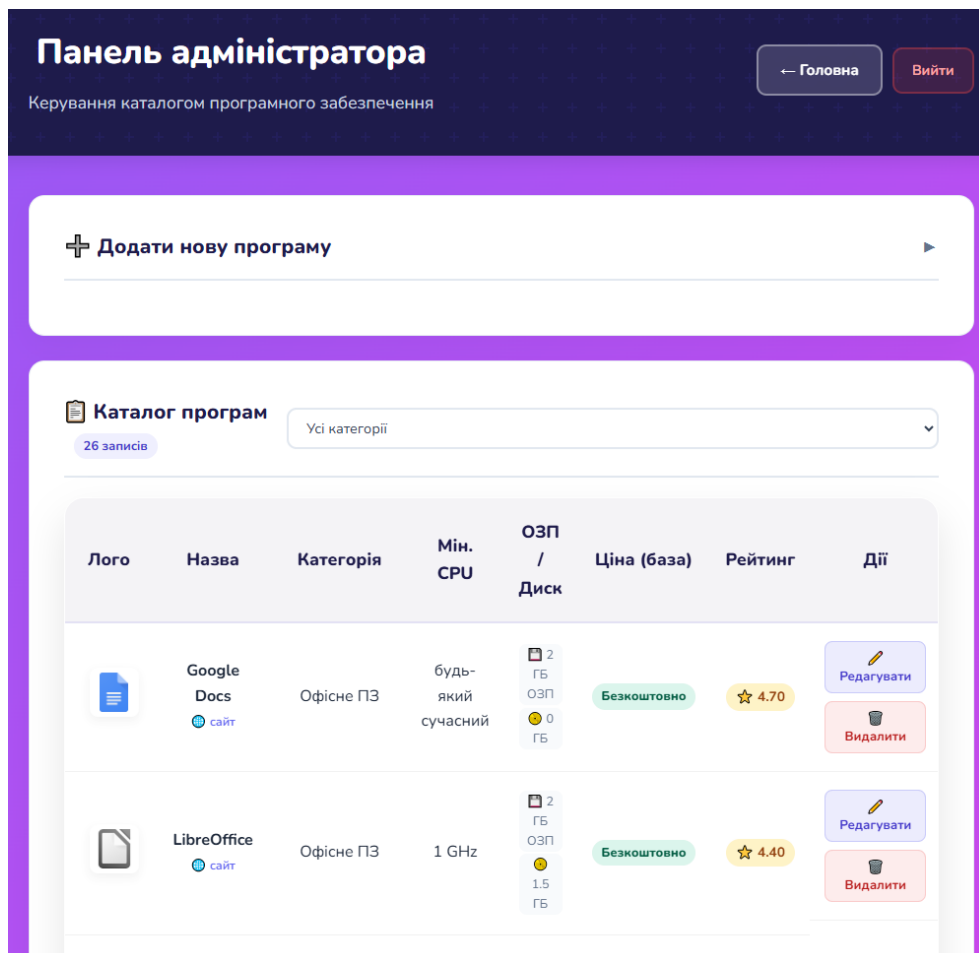 Панель адміністратора
← Головна
Вийти
Керування каталогом програмного забезпечення
➕ Додати нову програму
▶
📋 Каталог програм
26 записів
Усі категорії
Лого
Назва
Категорія
Мін.
CPU
ОЗП
/
Диск
Ціна (база)
Рейтинг
Дії
Google
Docs
🌐 сайт
Офісне ПЗ
будь-
який
сучасний
💾 2
ГБ
ОЗП
📀 0
ГБ
Безкоштовно
⭐ 4.70
✏️
Редагувати
🗑️
Видалити
LibreOffice
🌐 сайт
Офісне ПЗ
1 GHz
💾 2
ГБ
ОЗП
📀
1.5
ГБ
Безкоштовно
⭐ 4.40
✏️
Редагувати
🗑️
Видалити